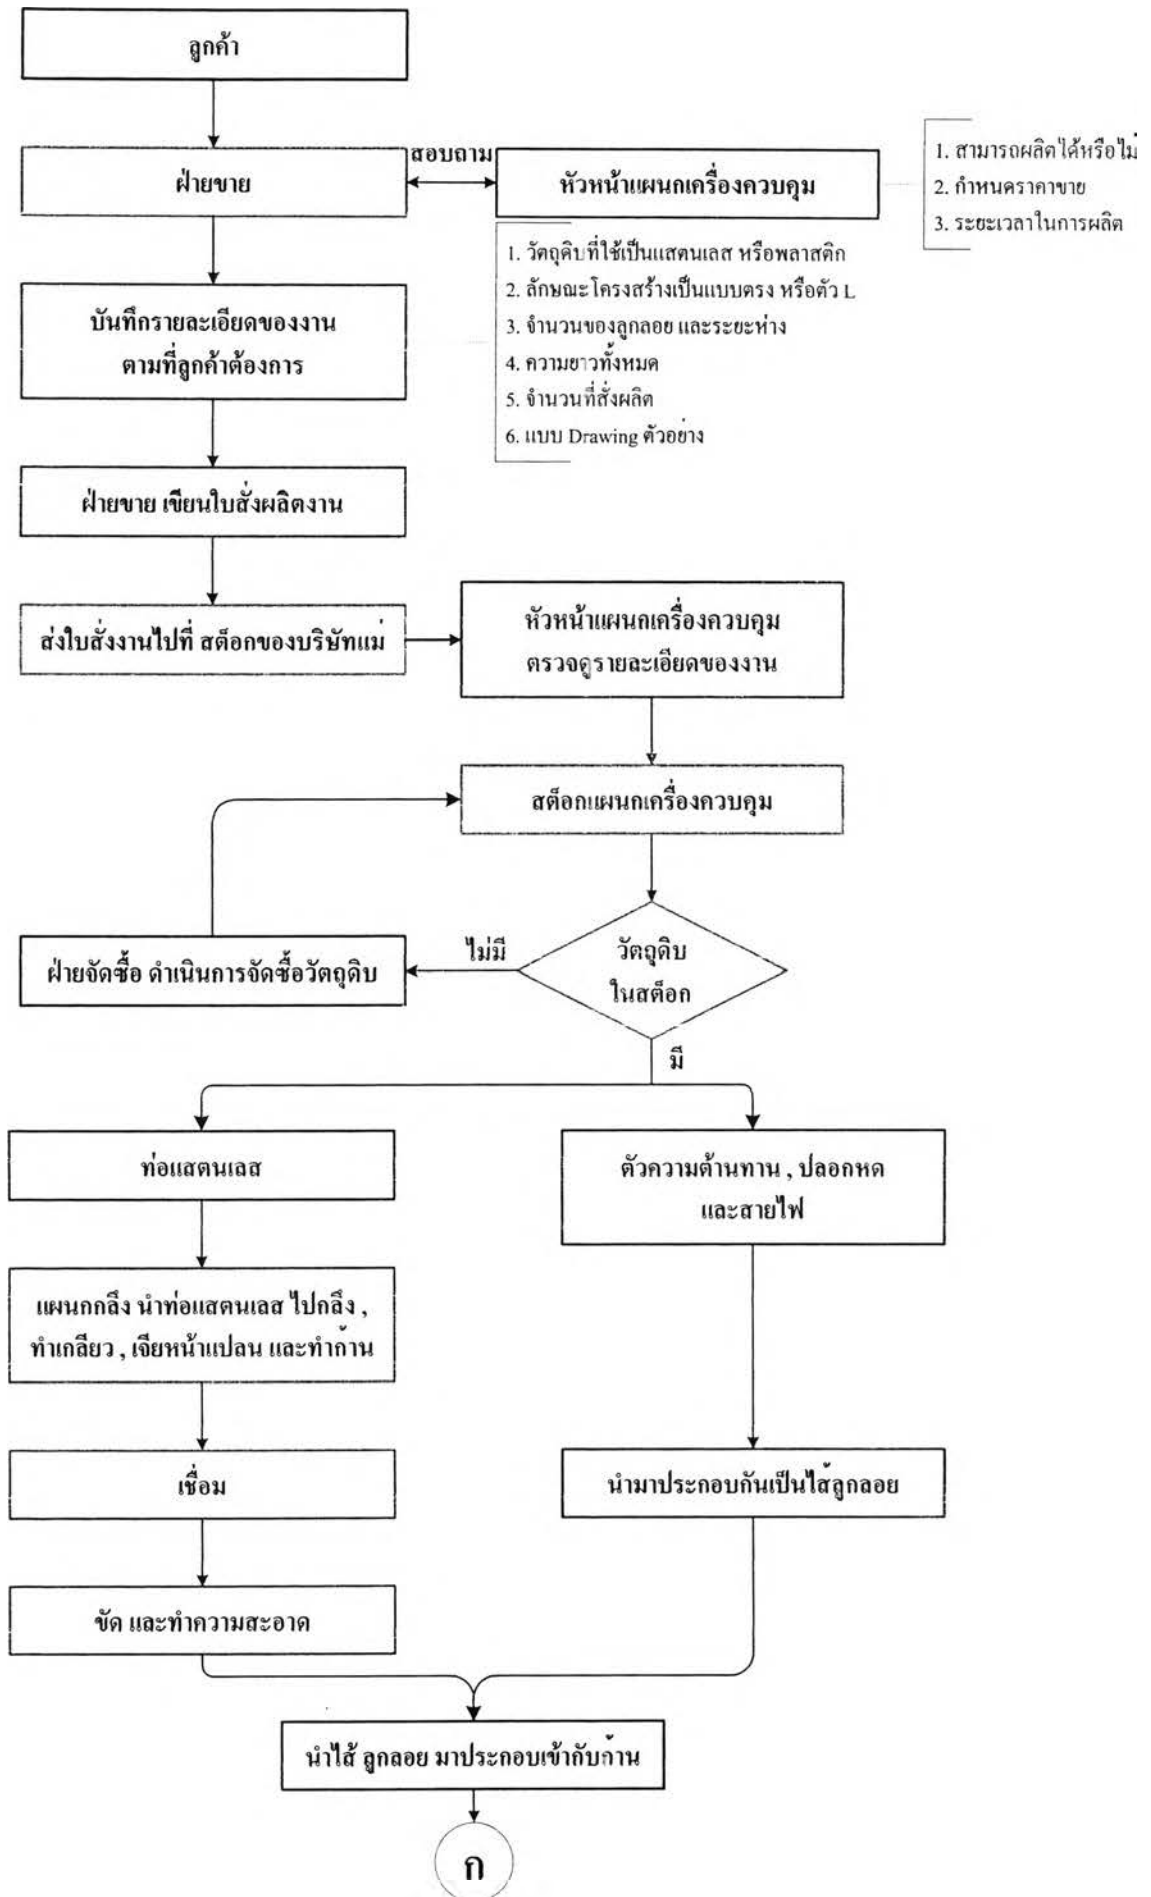 ลูกค้า
ฝ่ายขาย
สอบถาม
หัวหน้าแผนกเครื่องควบคุม
1. สามารถผลิตได้หรือไม่
2. กำหนดราคาขาย
3. ระยะเวลาในการผลิต
บันทึกรายละเอียดของงาน
ตามที่ลูกค้าต้องการ
1. วัตถุดิบที่ใช้เป็นแสตนเลส หรือพลาสติก
2. ลักษณะโครงสร้างเป็นแบบตรง หรือตัว L
3. จำนวนของลูกลอย และระยะห่าง
4. ความยาวทั้งหมด
5. จำนวนที่สั่งผลิต
6. แบบ Drawing ตัวอย่าง
ฝ่ายขาย เขียนใบสั่งผลิตงาน
ส่งใบสั่งงานไปที่ สต็อกของบริษัทแม่
หัวหน้าแผนกเครื่องควบคุม
ตรวจดูรายละเอียดของงาน
สต็อกแผนกเครื่องควบคุม
ฝ่ายจัดซื้อ ดำเนินการจัดซื้อวัตถุดิบ
ไม่มี
วัตถุดิบ
ในสต็อก
มี
ท่อแสตนเลส
ตัวความต้านทาน , ปลอกหด
และสายไฟ
แผนกกลึง นำท่อแสตนเลส ไปกลึง ,
ทำเกลียว , เจียหน้าแปลน และทำก้าน
เชื่อม
นำมาประกอบกันเป็นไส้ลูกลอย
ขัด และทำความสะอาด
นำไส้ ลูกลอย มาประกอบเข้ากับก้าน
ก